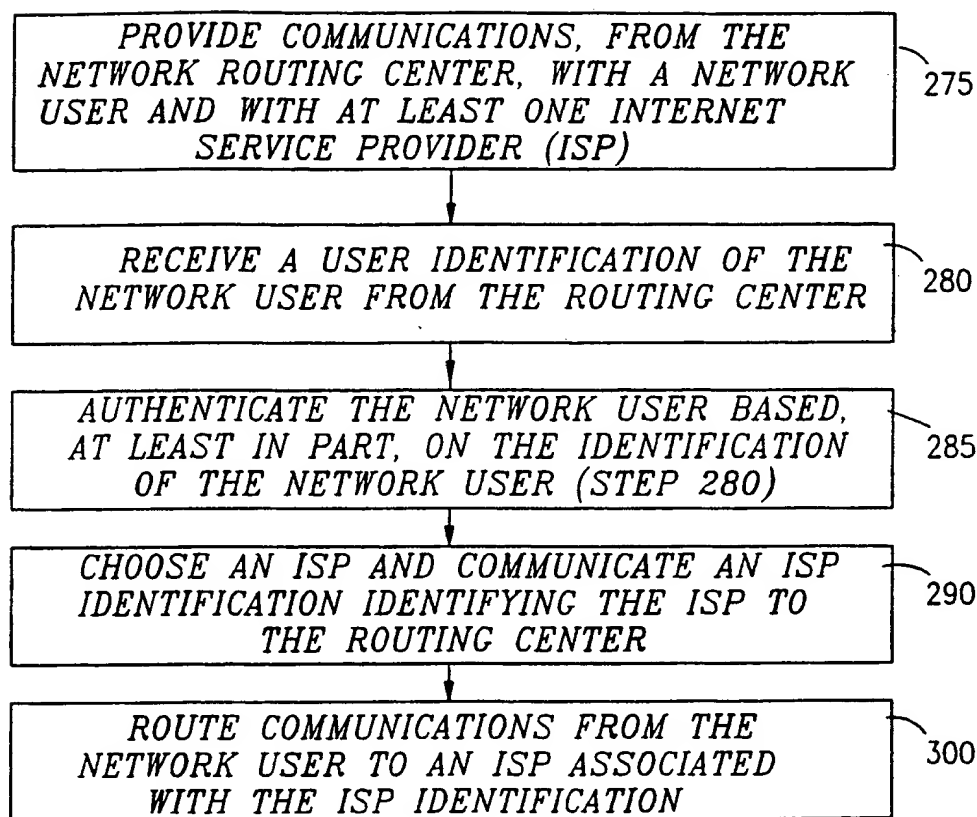 PROVIDE COMMUNICATIONS, FROM THE
NETWORK ROUTING CENTER, WITH A NETWORK
USER AND WITH AT LEAST ONE INTERNET
SERVICE PROVIDER (ISP)
275
RECEIVE A USER IDENTIFICATION OF THE
NETWORK USER FROM THE ROUTING CENTER
280
AUTHENTICATE THE NETWORK USER BASED,
AT LEAST IN PART, ON THE IDENTIFICATION
OF THE NETWORK USER (STEP 280)
285
CHOOSE AN ISP AND COMMUNICATE AN ISP
IDENTIFICATION IDENTIFYING THE ISP TO
THE ROUTING CENTER
290
ROUTE COMMUNICATIONS FROM THE
NETWORK USER TO AN ISP ASSOCIATED
WITH THE ISP IDENTIFICATION
300